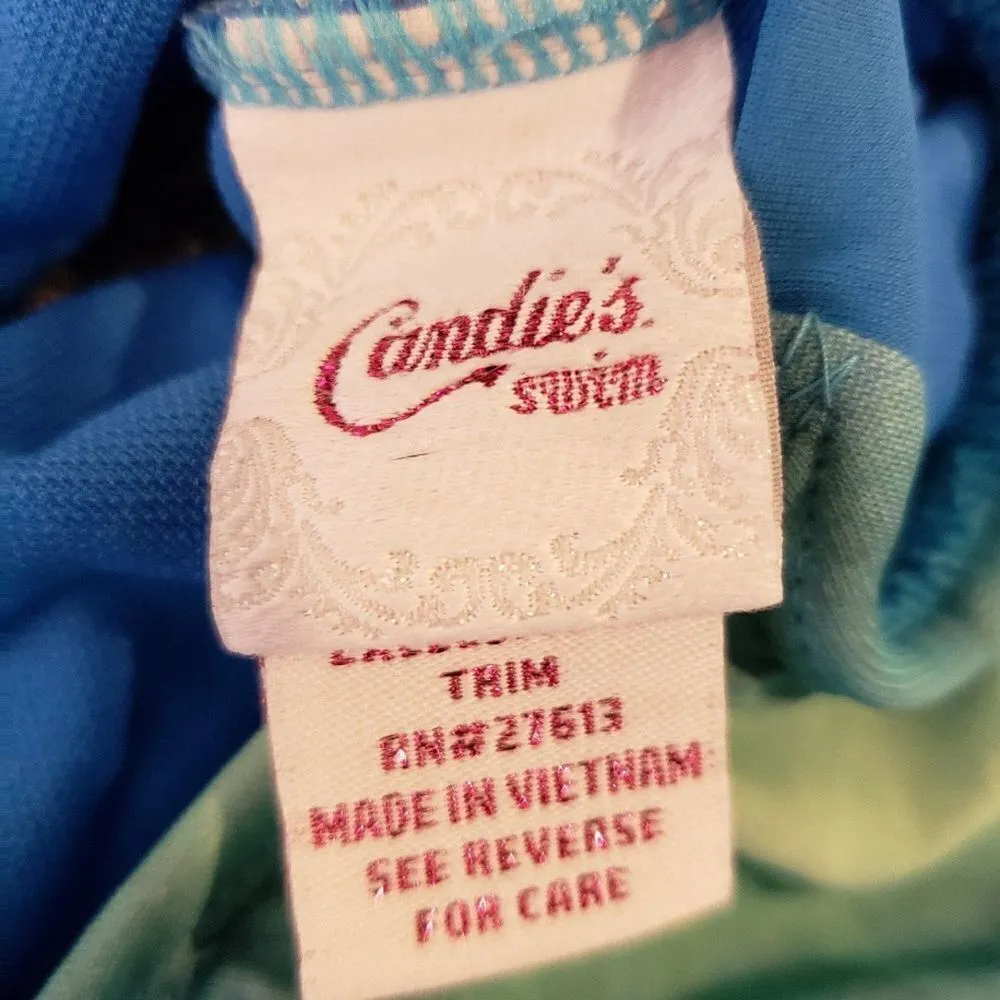 Candie's
swim
TRIM
RN#27613
MADE IN VIETNAM
SEE REVERSE
FOR CARE